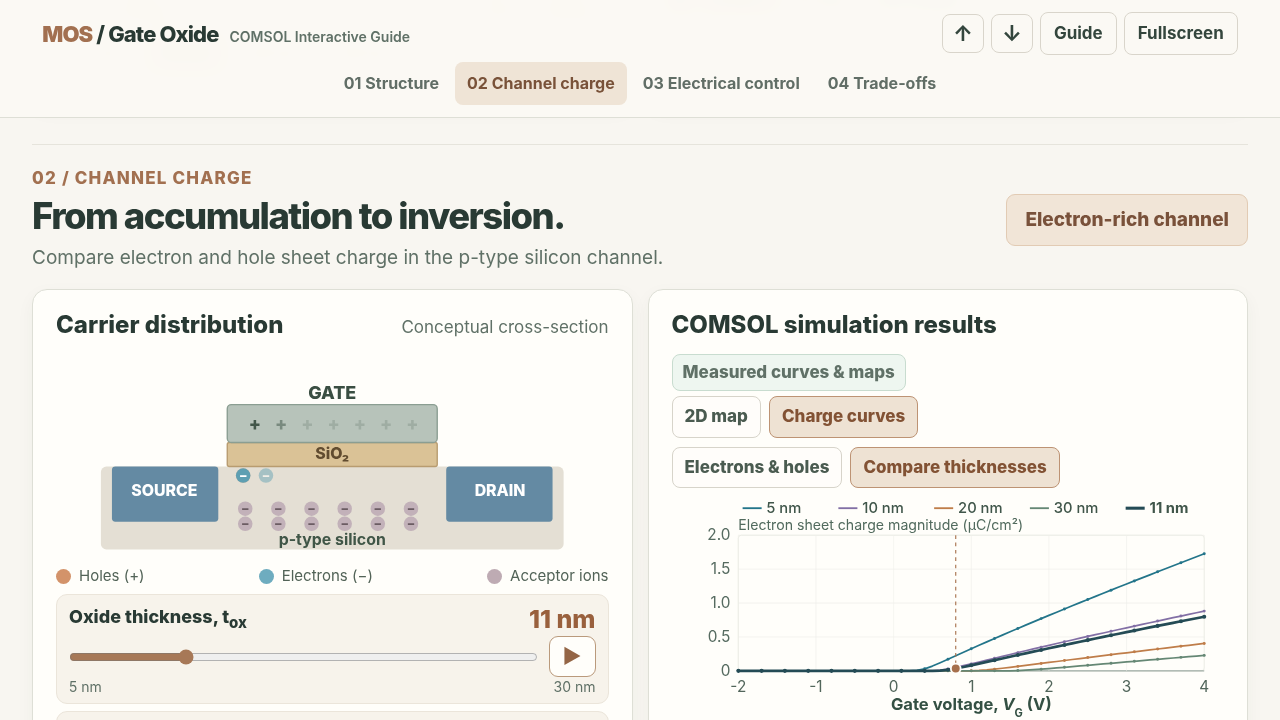 MOS / Gate Oxide COMSOL Interactive Guide
↑ ↓ Guide Fullscreen
01 Structure 02 Channel charge 03 Electrical control 04 Trade-offs
02 / CHANNEL CHARGE
From accumulation to inversion.
Electron-rich channel
Compare electron and hole sheet charge in the p-type silicon channel.
Carrier distribution Conceptual cross-section
GATE
+ + + + + + +
SiO₂
SOURCE DRAIN
p-type silicon
Holes (+) Electrons (−) Acceptor ions
Oxide thickness, tox 11 nm
5 nm 30 nm
COMSOL simulation results
Measured curves & maps
2D map Charge curves
Electrons & holes Compare thicknesses
5 nm 10 nm 20 nm 30 nm 11 nm
Electron sheet charge magnitude (μC/cm²)
2.0
1.5
1.0
0.5
0
-2 -1 0 1 2 3 4
Gate voltage, VG (V)